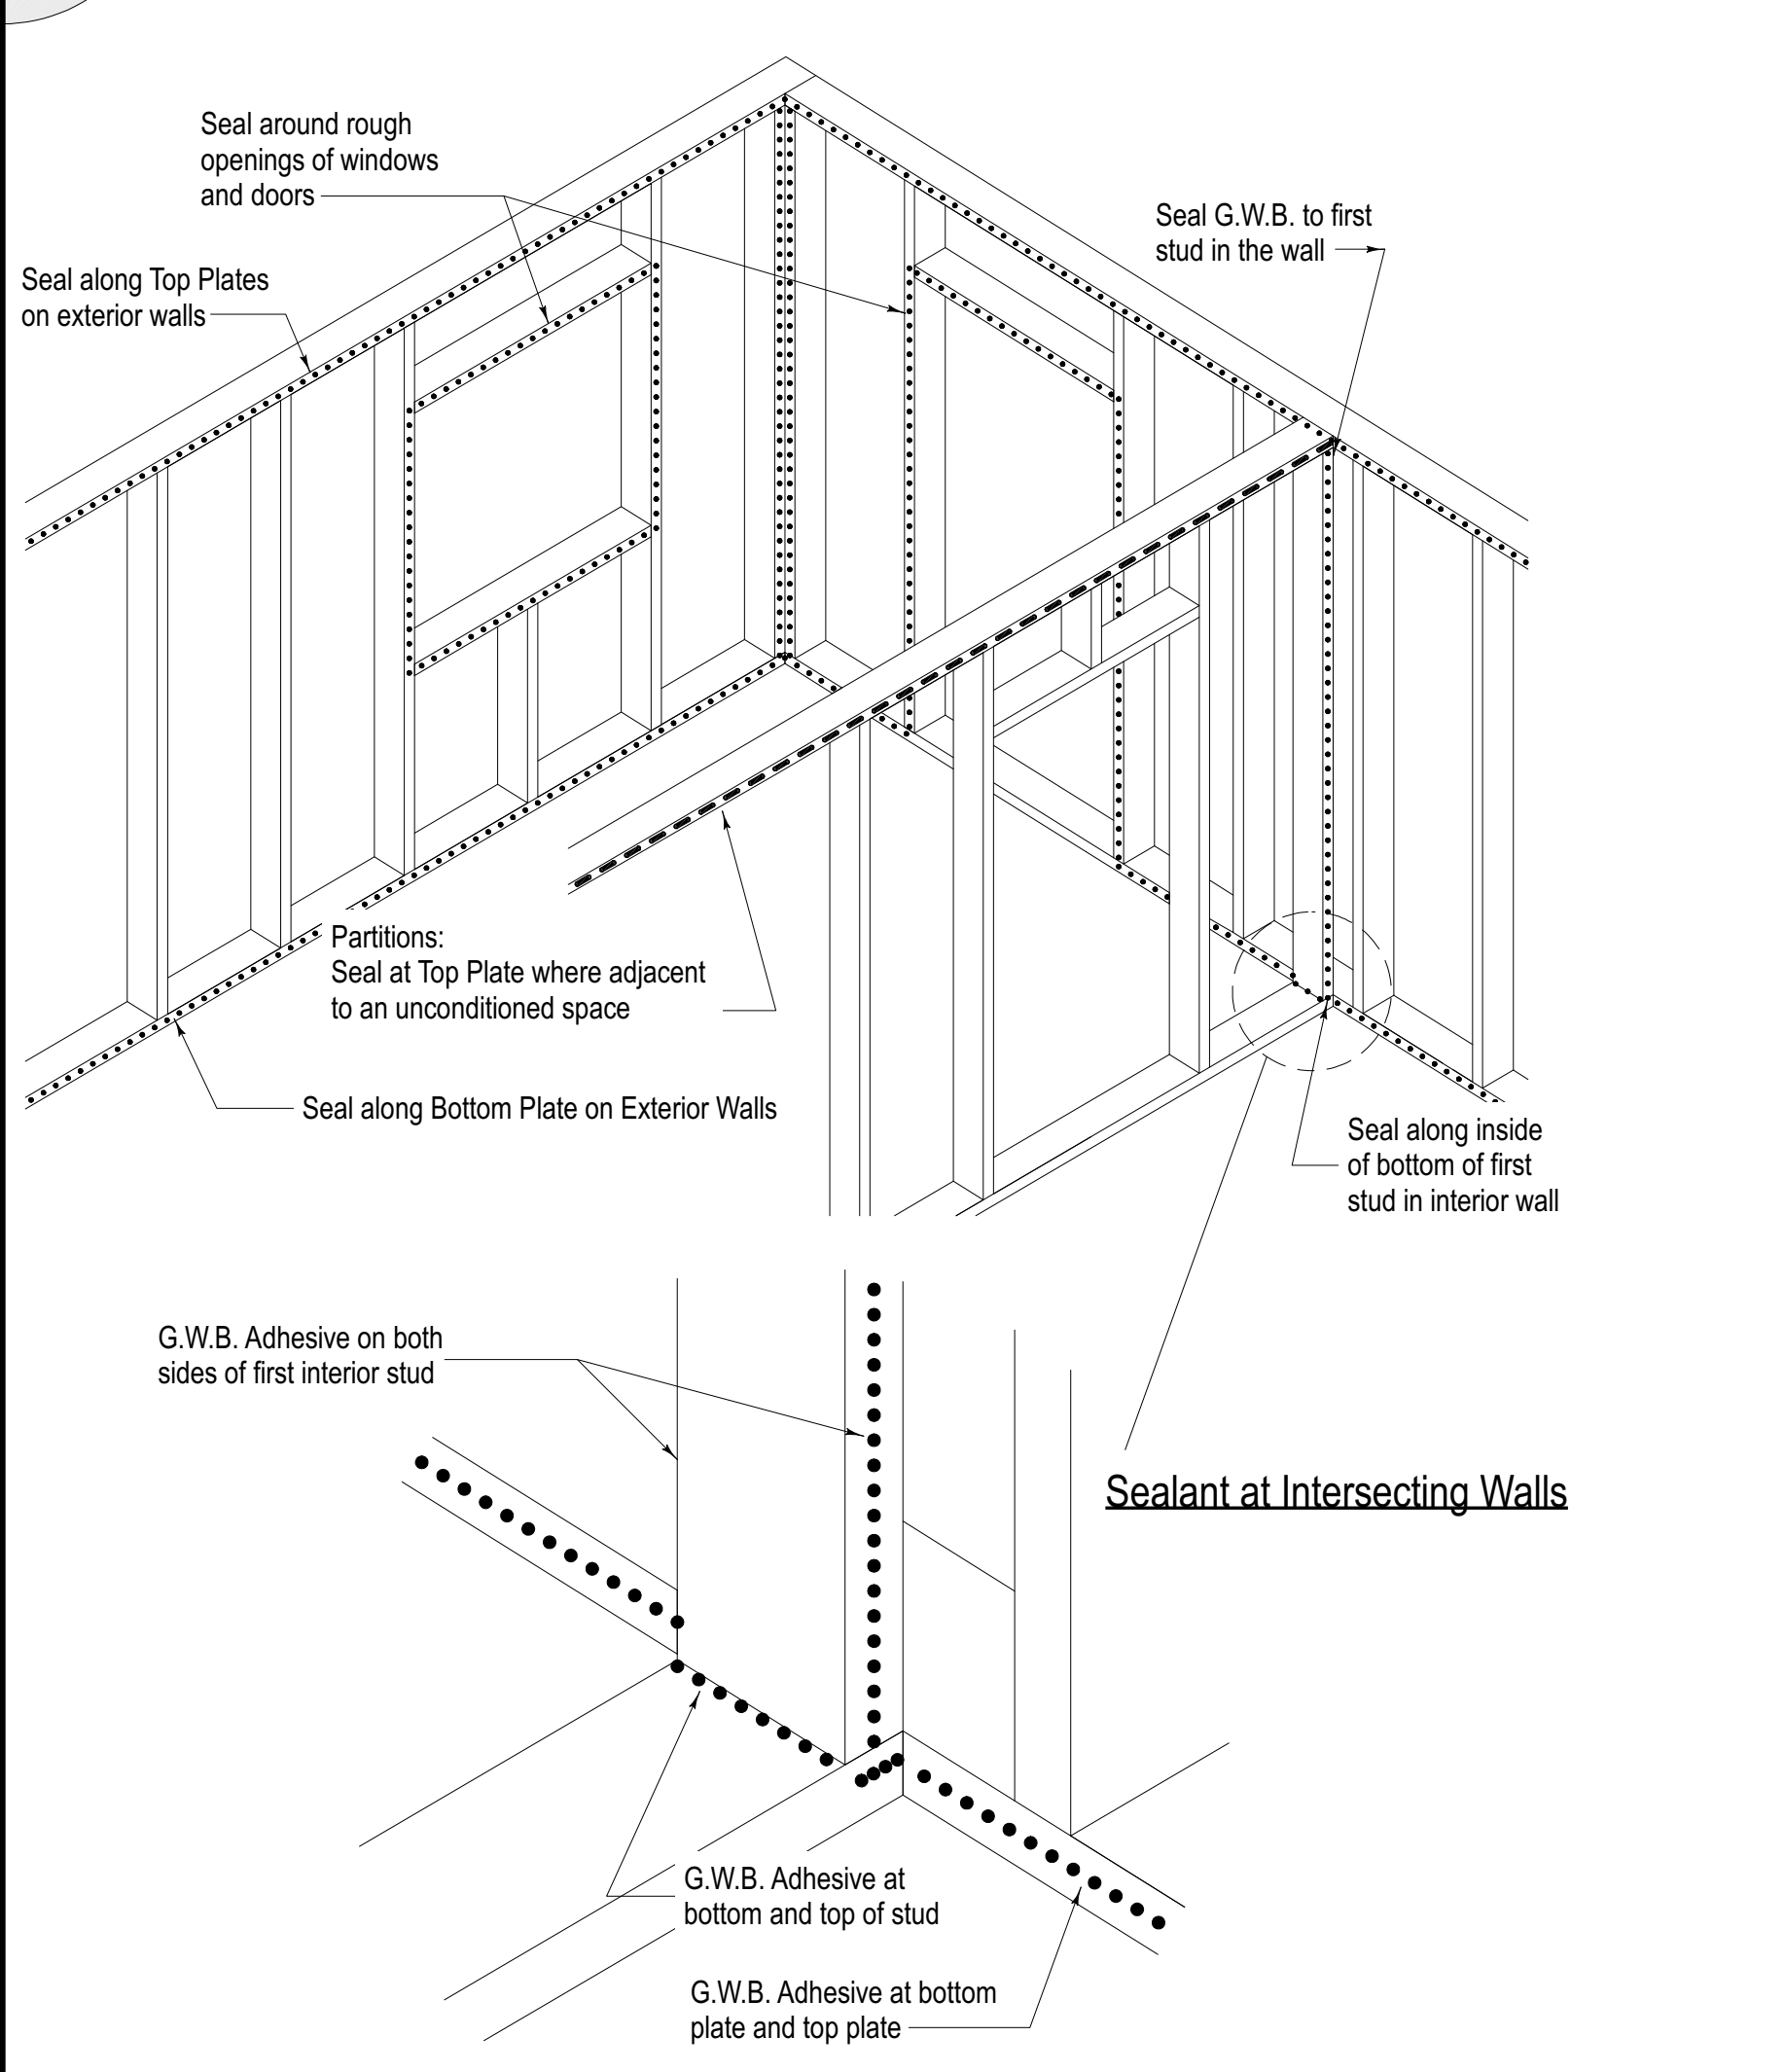 Seal around rough
openings of windows
and doors
Seal G.W.B. to first
stud in the wall
Seal along Top Plates
on exterior walls
Partitions:
Seal at Top Plate where adjacent
to an unconditioned space
Seal along Bottom Plate on Exterior Walls
Seal along inside
of bottom of first
stud in interior wall
G.W.B. Adhesive on both
sides of first interior stud
Sealant at Intersecting Walls
G.W.B. Adhesive at
bottom and top of stud
G.W.B. Adhesive at bottom
plate and top plate